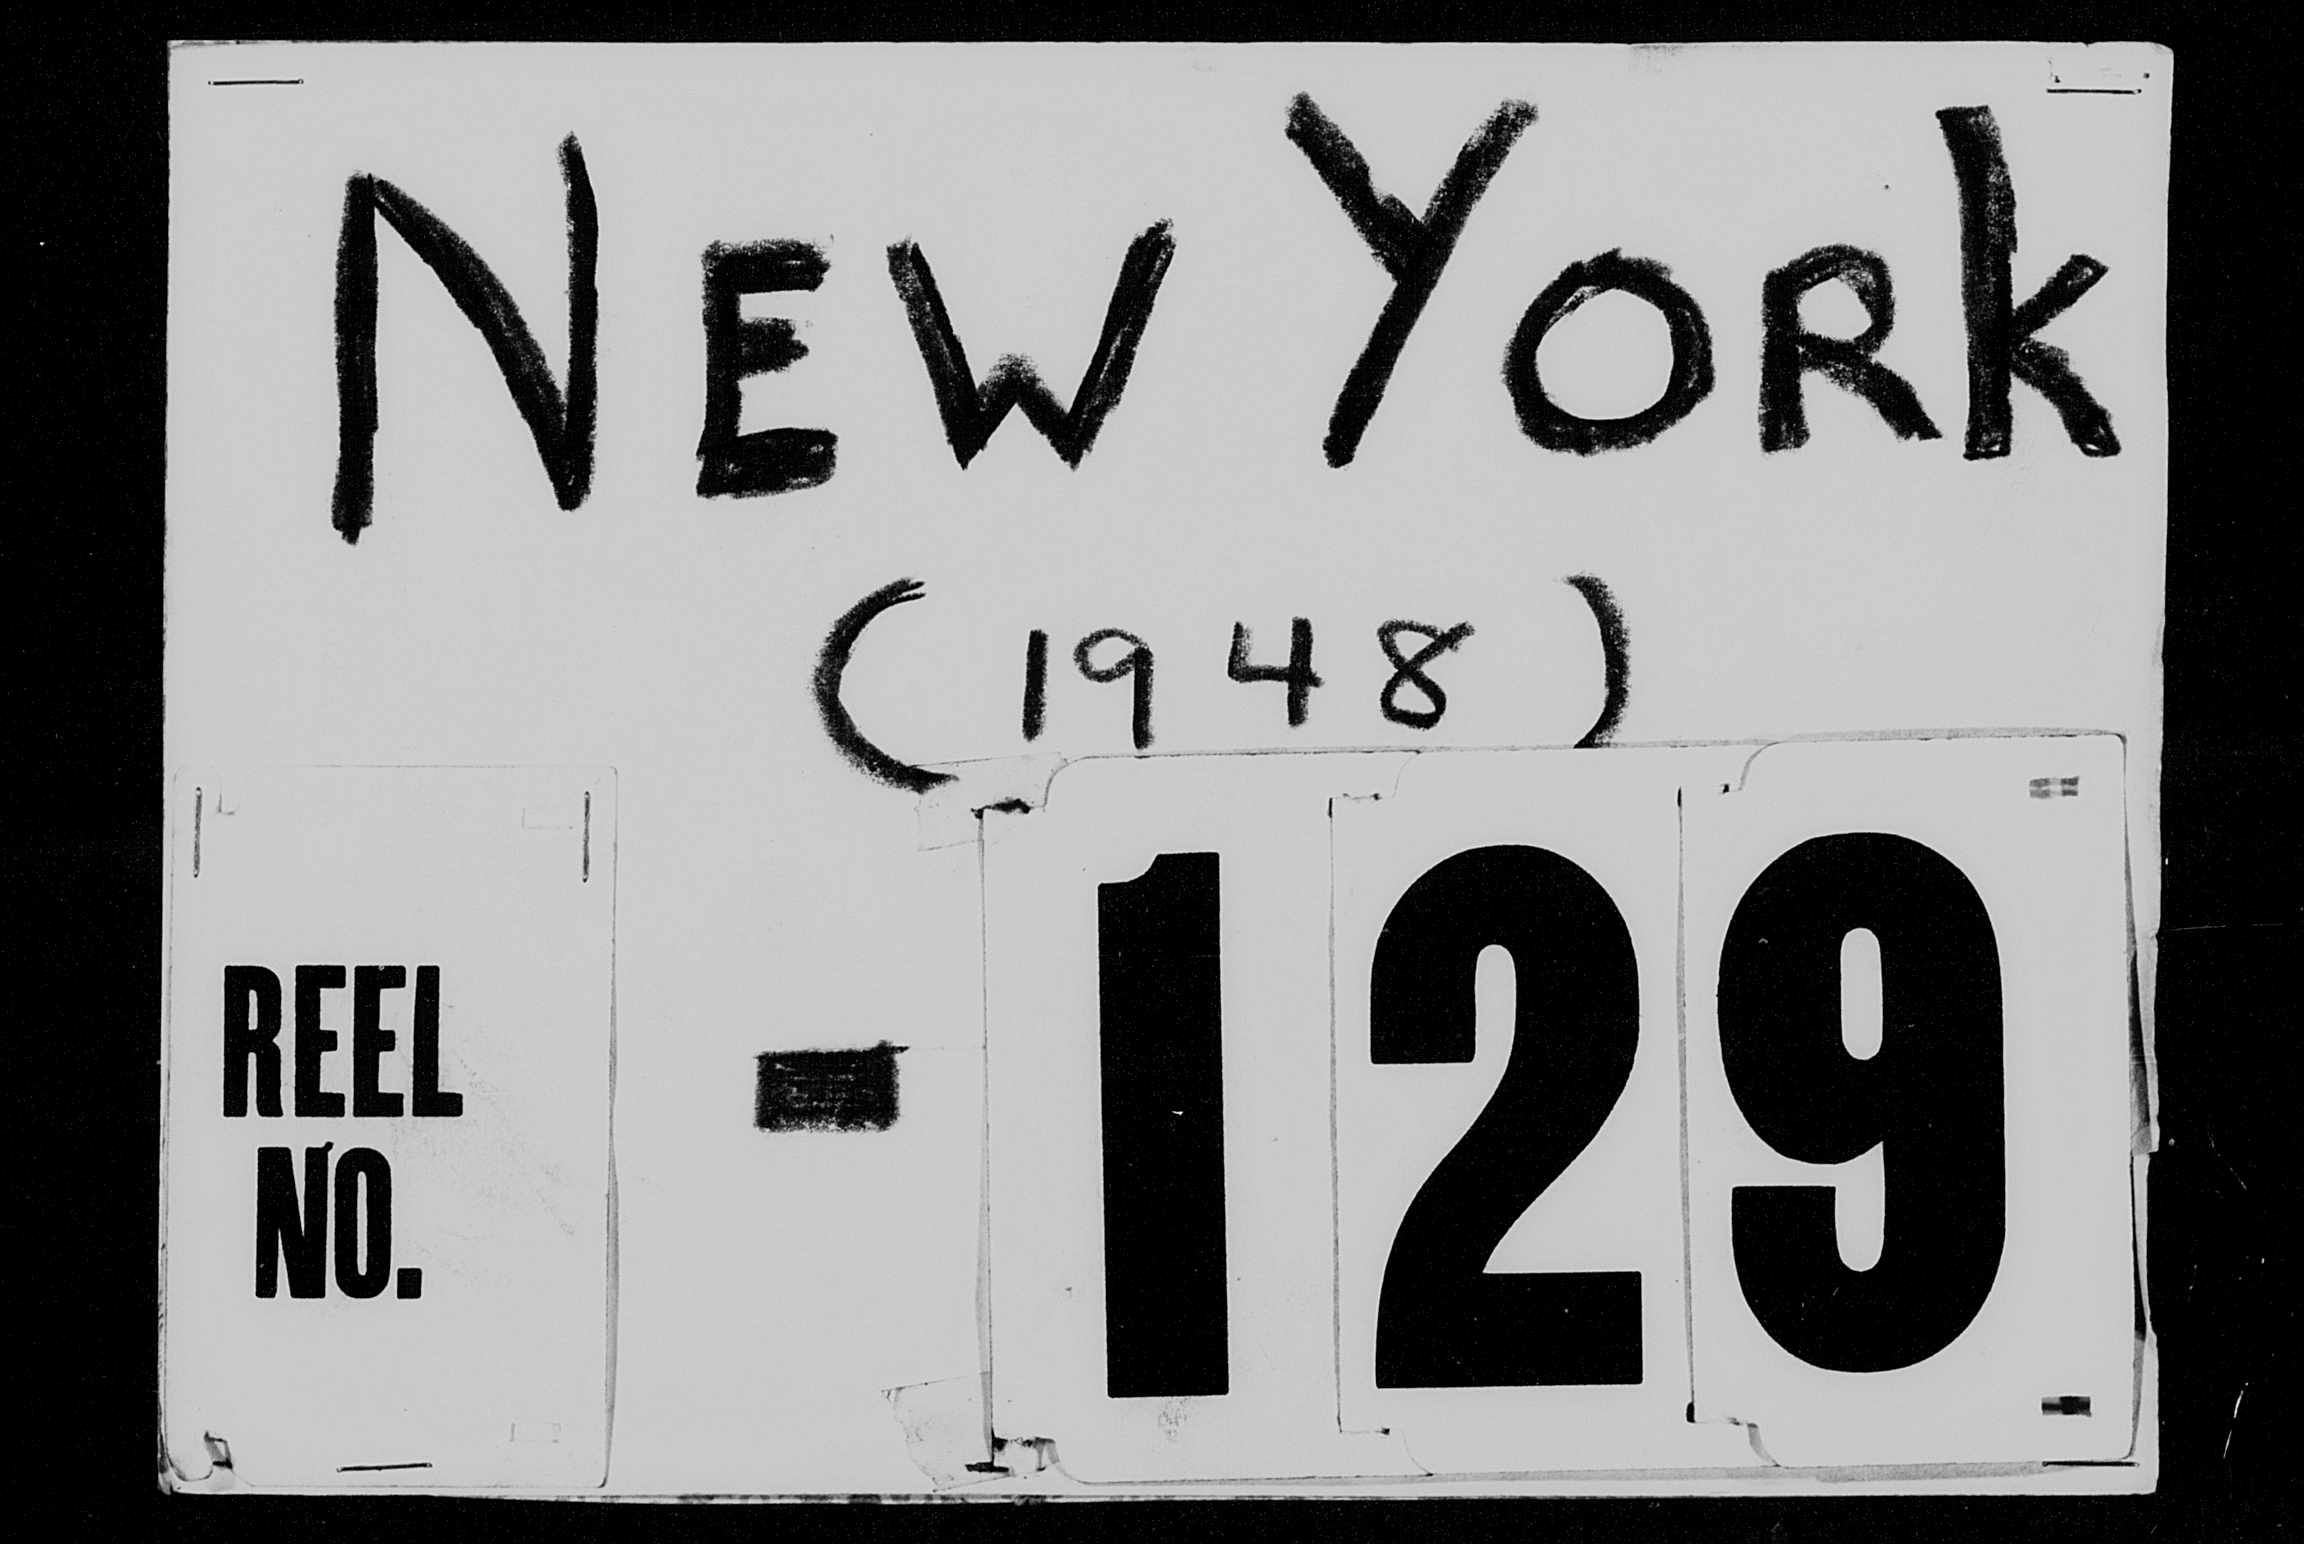 New York
(1948)
REEL
NO. - 129